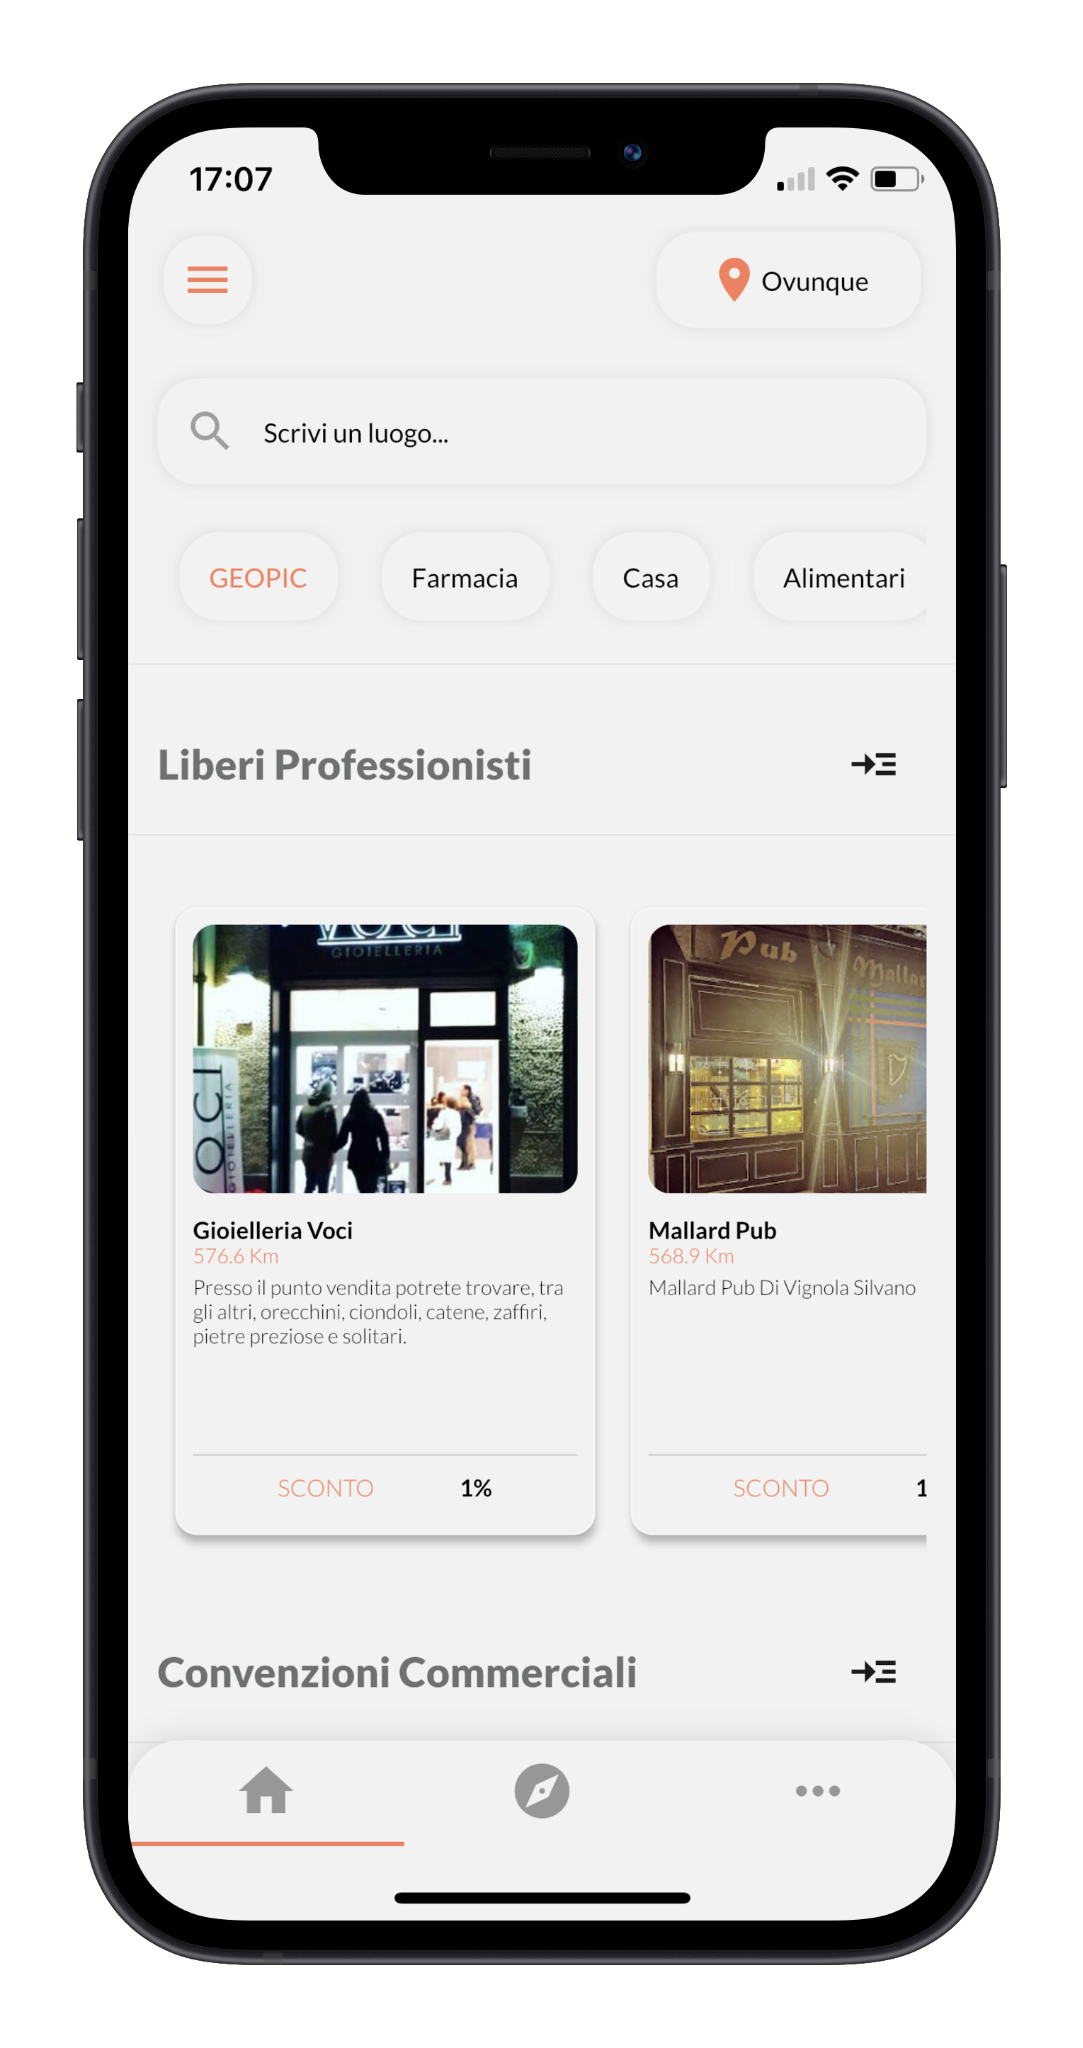 17:07
Ovunque
Scrivi un luogo...
GEOPIC
Farmacia
Casa
Alimentari
Liberi Professionisti
VOCI
GIOIELLERIA
OCI
GIOIELLERIA
Pub
Mallar
Gioielleria Voci
576.6 Km
Presso il punto vendita potrete trovare, tra
gli altri, orecchini, ciondoli, catene, zaffiri,
pietre preziose e solitari.
SCONTO 1%
Mallard Pub
568.9 Km
Mallard Pub Di Vignola Silvano
SCONTO 1
Convenzioni Commerciali